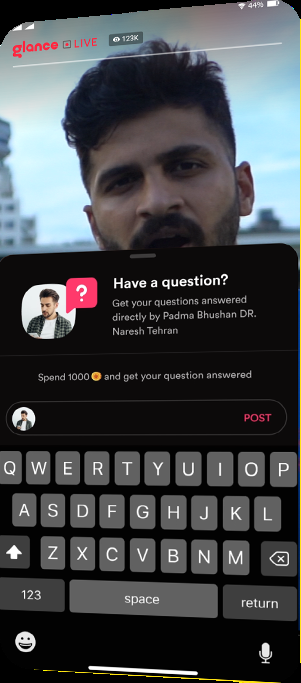 44%
glance LIVE 123K
Have a question?
Get your questions answered
directly by Padma Bhushan DR.
Naresh Tehran
Spend 1000 and get your question answered
POST
Q W E R T Y U I O P
A S D F G H J K L
Z X C V B N M
123 space return